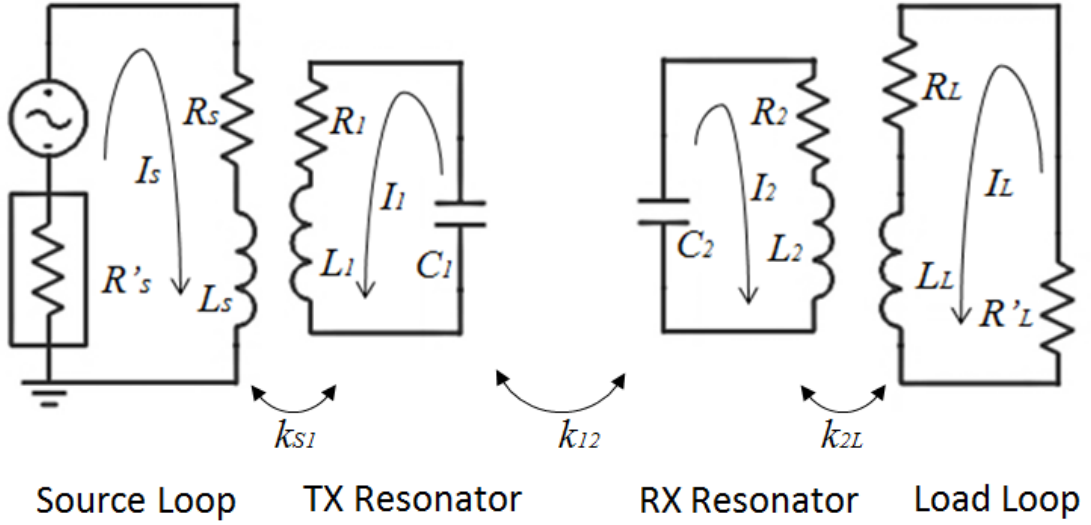 Rs
Is
R's
Ls
R1
I1
L1
C1
R2
I2
C2
L2
RL
IL
LL
R'L
kS1
k12
k2L
Source Loop
TX Resonator
RX Resonator
Load Loop